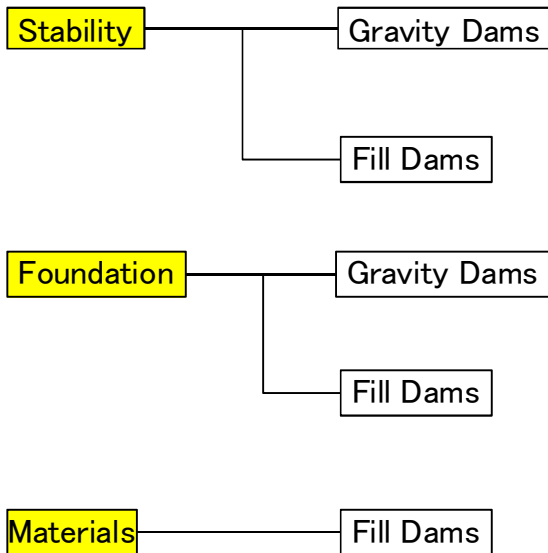 Stability
Gravity Dams
Fill Dams
Foundation
Gravity Dams
Fill Dams
Materials
Fill Dams